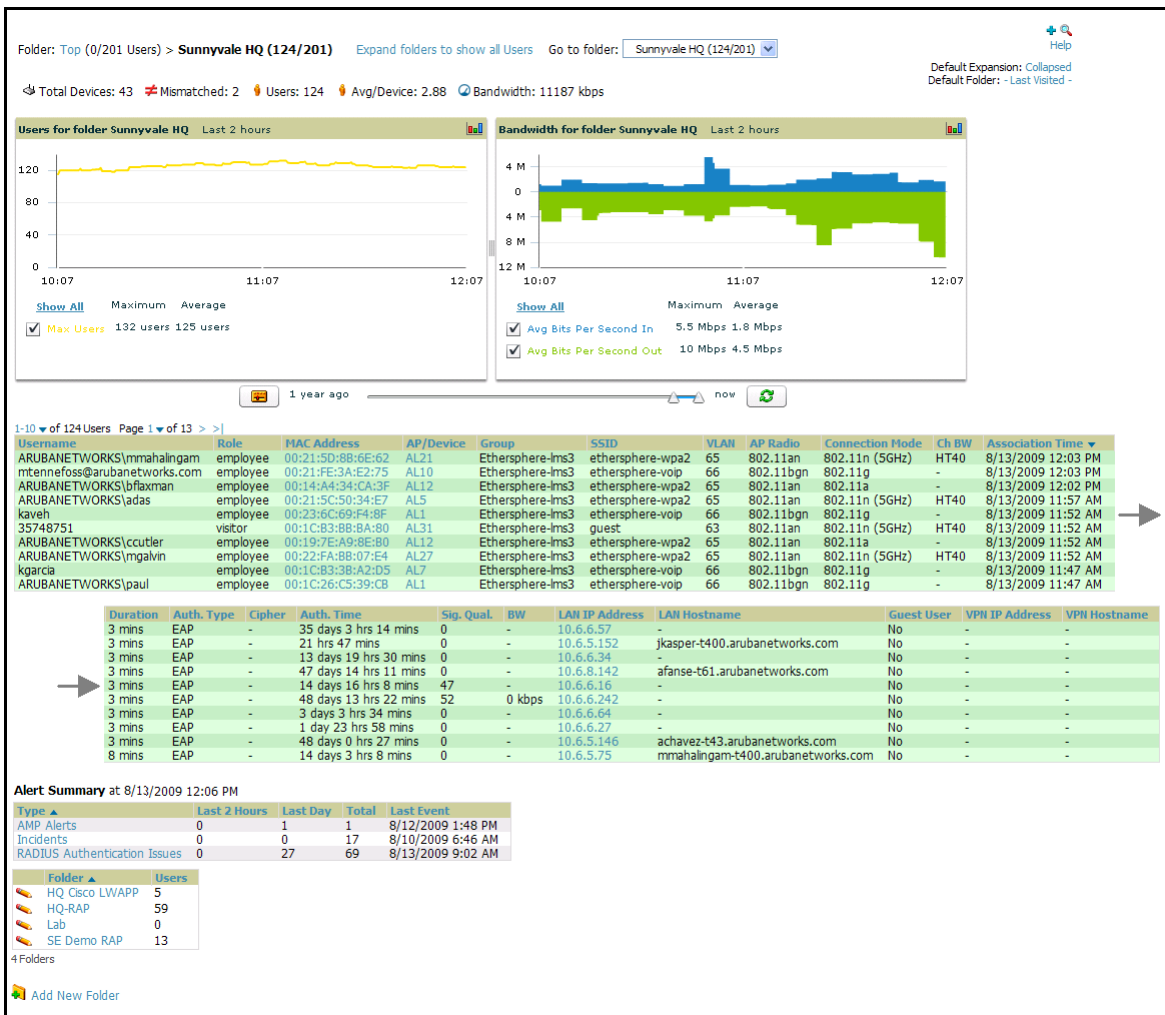 Help
Folder: Top (0/201 Users) > Sunnyvale HQ (124/201) Expand folders to show all Users Go to folder: Sunnyvale HQ (124/201)
Default Expansion: Collapsed
Default Folder: - Last Visited -
Total Devices: 43 Mismatched: 2 Users: 124 Avg/Device: 2.88 Bandwidth: 11187 kbps
Users for folder Sunnyvale HQ Last 2 hours
120
80
40
0
10:07 11:07 12:07
Show All Maximum Average
Max Users 132 users 125 users
Bandwidth for folder Sunnyvale HQ Last 2 hours
4 M
0
4 M
8 M
12 M
10:07 11:07 12:07
Show All Maximum Average
Avg Bits Per Second In 5.5 Mbps 1.8 Mbps
Avg Bits Per Second Out 10 Mbps 4.5 Mbps
1 year ago now
1-10 of 124 Users Page 1 of 13 > >|
Username Role MAC Address AP/Device Group SSID VLAN AP Radio Connection Mode Ch BW Association Time
ARUBANETWORKS\mmahalingam employee 00:21:5D:8B:6E:62 AL21 Ethersphere-lms3 ethersphere-wpa2 65 802.11an 802.11n (5GHz) HT40 8/13/2009 12:03 PM
mtennefoss@arubanetworks.com employee 00:21:FE:3A:E2:75 AL10 Ethersphere-lms3 ethersphere-voip 66 802.11bgn 802.11g - 8/13/2009 12:03 PM
ARUBANETWORKS\bflaxman employee 00:14:A4:34:CA:3F AL12 Ethersphere-lms3 ethersphere-wpa2 65 802.11an 802.11a - 8/13/2009 12:02 PM
ARUBANETWORKS\adas employee 00:21:5C:50:34:E7 AL5 Ethersphere-lms3 ethersphere-wpa2 65 802.11an 802.11n (5GHz) HT40 8/13/2009 11:57 AM
kaveh employee 00:23:6C:69:F4:8F AL1 Ethersphere-lms3 ethersphere-voip 66 802.11bgn 802.11g - 8/13/2009 11:52 AM
35748751 visitor 00:1C:B3:BB:BA:80 AL31 Ethersphere-lms3 guest 63 802.11an 802.11n (5GHz) HT40 8/13/2009 11:52 AM
ARUBANETWORKS\ccutler employee 00:19:7E:A9:8E:B0 AL12 Ethersphere-lms3 ethersphere-wpa2 65 802.11an 802.11a - 8/13/2009 11:52 AM
ARUBANETWORKS\mgalvin employee 00:22:FA:BB:07:E4 AL27 Ethersphere-lms3 ethersphere-wpa2 65 802.11an 802.11n (5GHz) HT40 8/13/2009 11:52 AM
kgarcia employee 00:1C:B3:3B:A2:D5 AL7 Ethersphere-lms3 ethersphere-voip 66 802.11bgn 802.11g - 8/13/2009 11:47 AM
ARUBANETWORKS\paul employee 00:1C:26:C5:39:CB AL1 Ethersphere-lms3 ethersphere-voip 66 802.11bgn 802.11g - 8/13/2009 11:47 AM
Duration Auth. Type Cipher Auth. Time Sig. Qual. BW LAN IP Address LAN Hostname Guest User VPN IP Address VPN Hostname
3 mins EAP - 35 days 3 hrs 14 mins 0 - 10.6.6.57 - No - -
3 mins EAP - 21 hrs 47 mins 0 - 10.6.5.152 jkasper-t400.arubanetworks.com No - -
3 mins EAP - 13 days 19 hrs 30 mins 0 - 10.6.6.34 - No - -
3 mins EAP - 47 days 14 hrs 11 mins 0 - 10.6.8.142 afanse-t61.arubanetworks.com No - -
3 mins EAP - 14 days 16 hrs 8 mins 47 - 10.6.6.16 - No - -
3 mins EAP - 48 days 13 hrs 22 mins 52 0 kbps 10.6.6.242 - No - -
3 mins EAP - 3 days 3 hrs 34 mins 0 - 10.6.6.64 - No - -
3 mins EAP - 1 day 23 hrs 58 mins 0 - 10.6.6.27 - No - -
3 mins EAP - 48 days 0 hrs 27 mins 0 - 10.6.5.146 achavez-t43.arubanetworks.com No - -
8 mins EAP - 14 days 3 hrs 8 mins 0 - 10.6.5.75 mmahalingam-t400.arubanetworks.com No - -
Alert Summary at 8/13/2009 12:06 PM
Type Last 2 Hours Last Day Total Last Event
AMP Alerts 0 1 1 8/12/2009 1:48 PM
Incidents 0 0 17 8/10/2009 6:46 AM
RADIUS Authentication Issues 0 27 69 8/13/2009 9:02 AM
Folder Users
HQ Cisco LWAPP 5
HQ-RAP 59
Lab 0
SE Demo RAP 13
4 Folders
Add New Folder